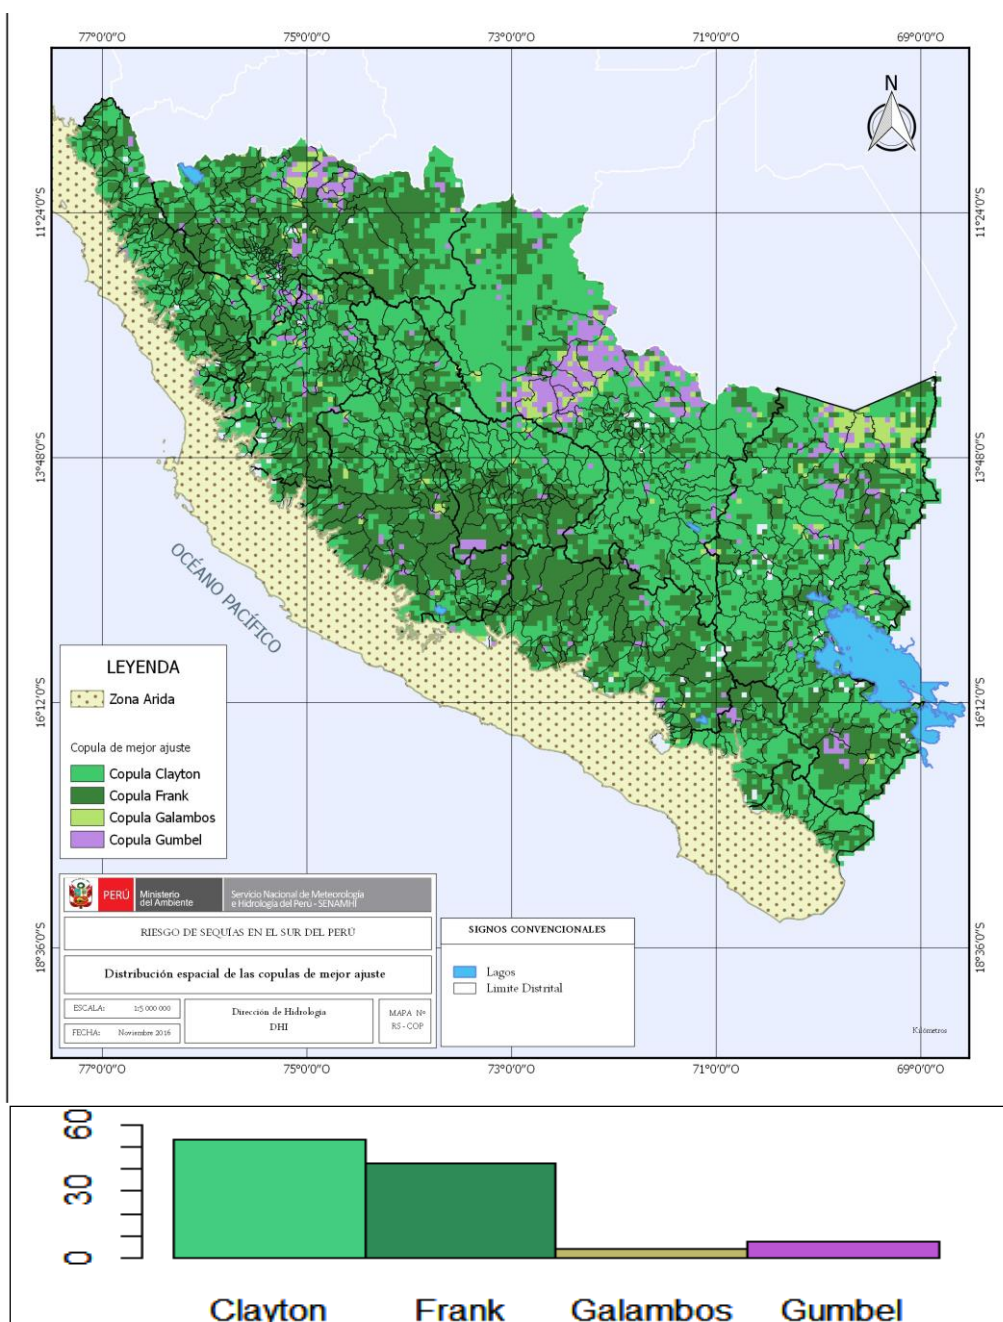 77°0'0"O 75°0'0"O 73°0'0"O 71°0'0"O 69°0'0"O
N
11°24'0"S 11°24'0"S
13°48'0"S 13°48'0"S
OCÉANO PACÍFICO
16°12'0"S 16°12'0"S
LEYENDA
Zona Arida
Copula de mejor ajuste
Copula Clayton
Copula Frank
Copula Galambos
Copula Gumbel
PERÚ
Ministerio
del Ambiente
Servicio Nacional de Meteorología
e Hidrología del Perú - SENAMHI
RIESGO DE SEQUÍAS EN EL SUR DEL PERÚ
Distribución espacial de las copulas de mejor ajuste
ESCALA: 1:5 000 000
FECHA: Noviembre 2016
Dirección de Hidrología
DHI
MAPA Nº
RS - COP
SIGNOS CONVENCIONALES
Lagos
Limite Distrital
18°36'0"S 18°36'0"S
Kilómetros
77°0'0"O 75°0'0"O 73°0'0"O 71°0'0"O 69°0'0"O
60
30
0
Clayton Frank Galambos Gumbel